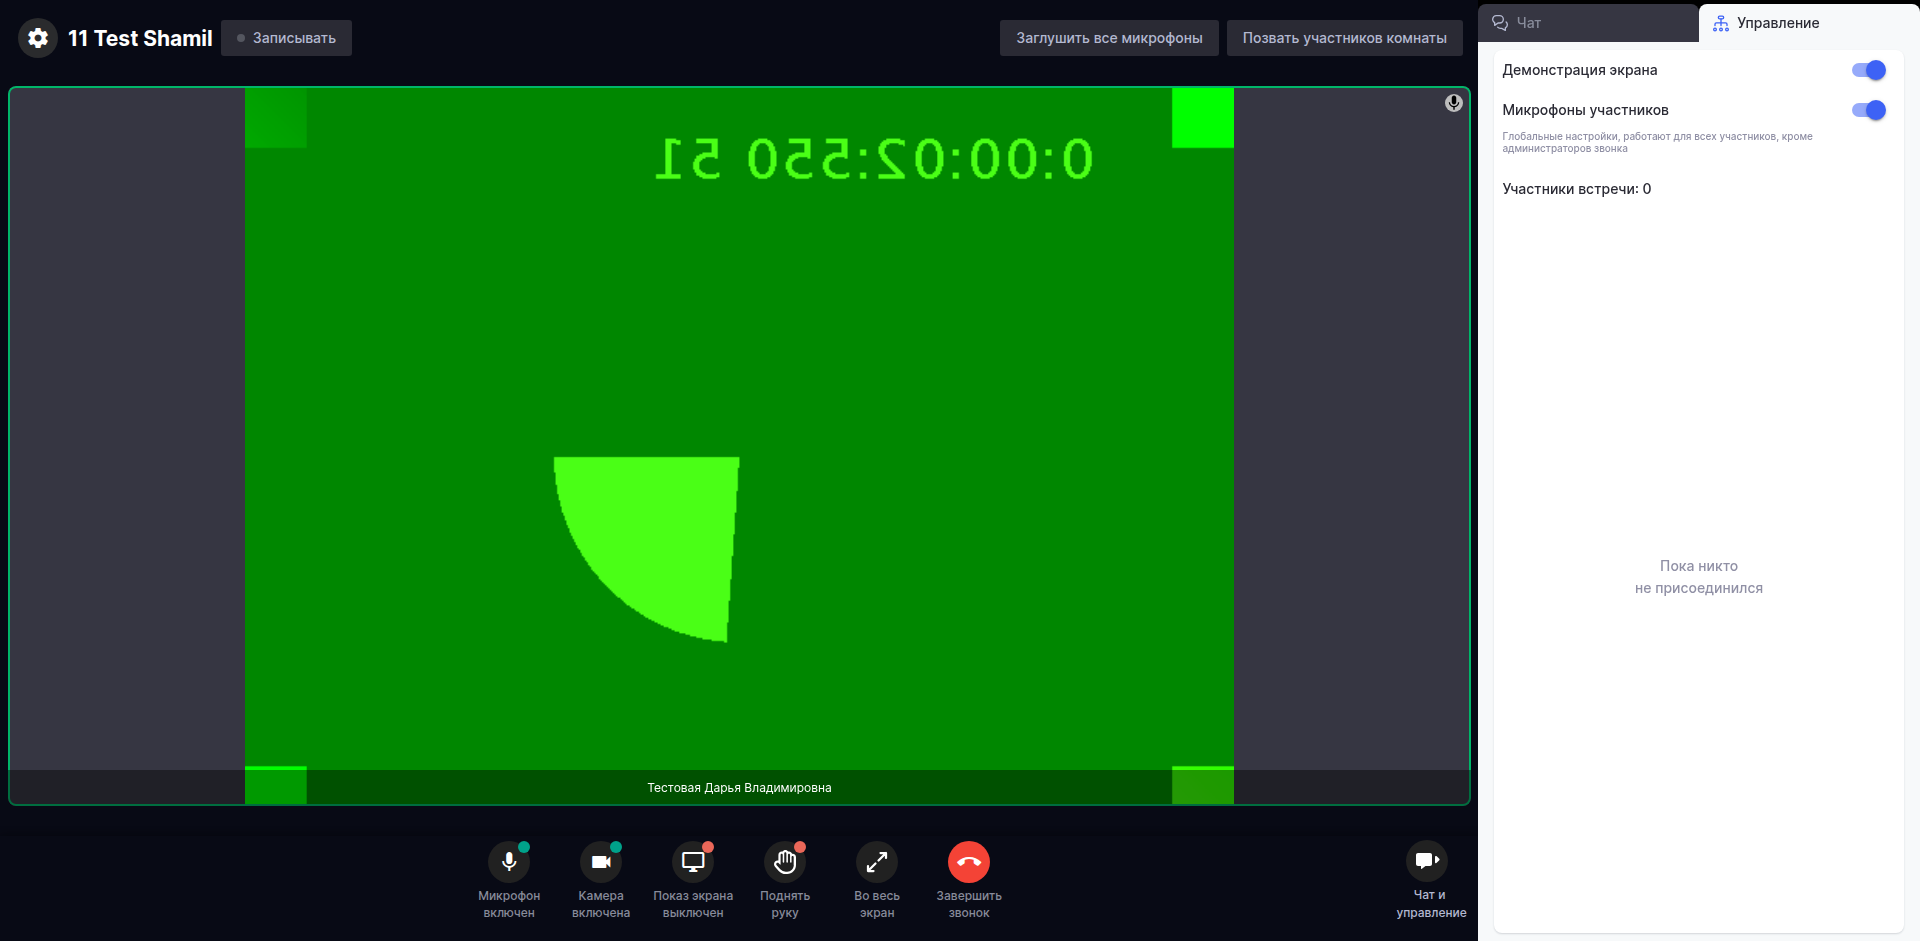 11 Test Shamil
Записывать
Заглушить все микрофоны
Позвать участников комнаты
Чат
Управление
Демонстрация экрана
Микрофоны участников
Глобальные настройки, работают для всех участников, кроме
администраторов звонка
Участники встречи: 0
0:00:02:550 51
Пока никто
не присоединился
Тестовая Дарья Владимировна
Микрофон
включен
Камера
включена
Показ экрана
выключен
Поднять
руку
Во весь
экран
Завершить
звонок
Чат и
управление